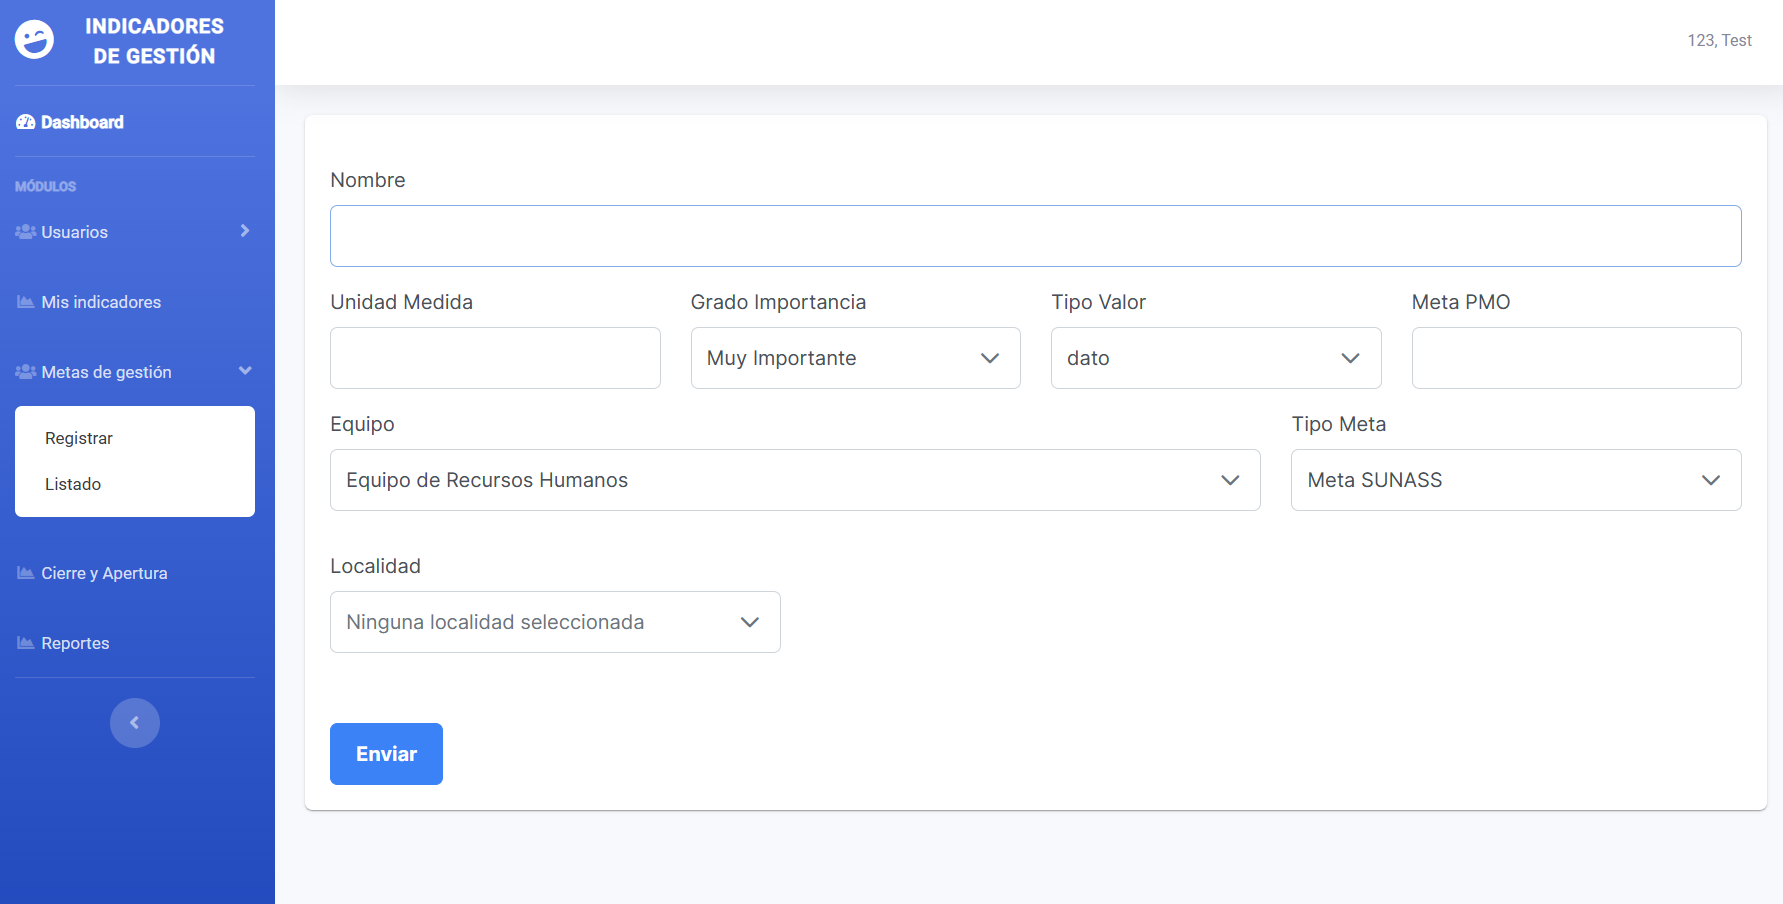 INDICADORES
DE GESTIÓN
123, Test
Dashboard
MÓDULOS
Usuarios
Mis indicadores
Metas de gestión
Registrar
Listado
Cierre y Apertura
Reportes
Nombre
Unidad Medida
Grado Importancia
Tipo Valor
Meta PMO
Muy Importante
dato
Equipo
Tipo Meta
Equipo de Recursos Humanos
Meta SUNASS
Localidad
Ninguna localidad seleccionada
Enviar